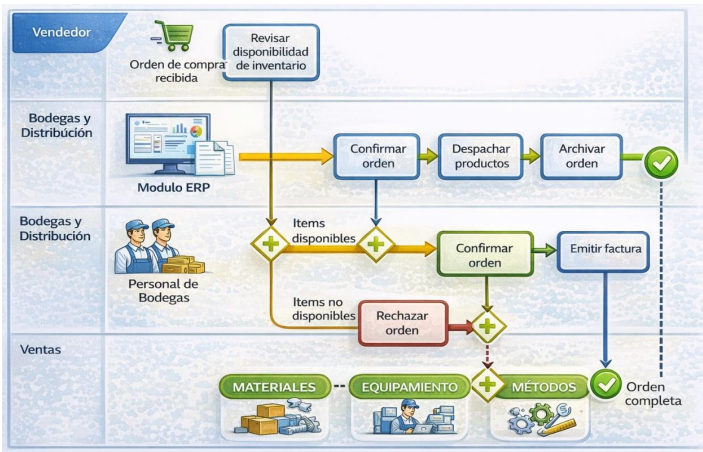 Vendedor
Orden de compra
recibida
Revisar
disponibilidad
de inventario
Bodegas y
Distribución
Modulo ERP
Confirmar
orden
Despachar
productos
Archivar
orden
Bodegas y
Distribución
Personal de
Bodegas
Items
disponibles
Confirmar
orden
Emitir factura
Items no
disponibles
Rechazar
orden
Ventas
MATERIALES
EQUIPAMIENTO
MÉTODOS
Orden
completa